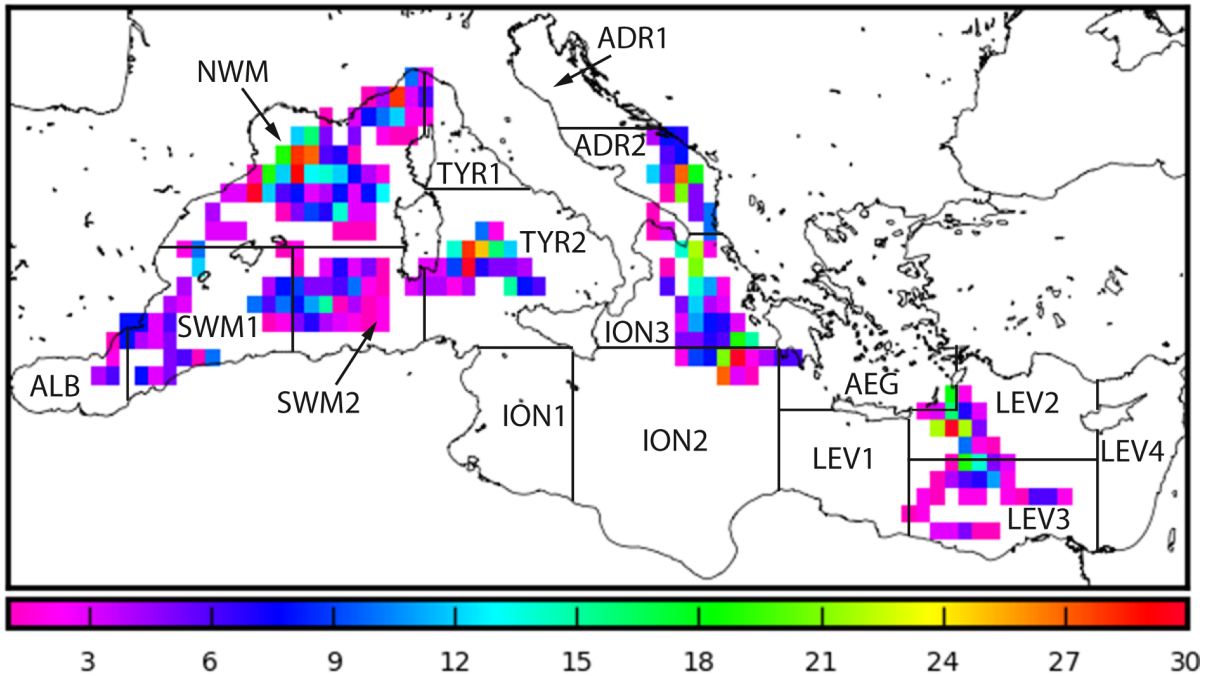 ADR1
NWM
ADR2
TYR1
TYR2
SWM1
ION3
ALB
SWM2
AEG
LEV2
ION1
ION2
LEV1
LEV4
LEV3
3 6 9 12 15 18 21 24 27 30